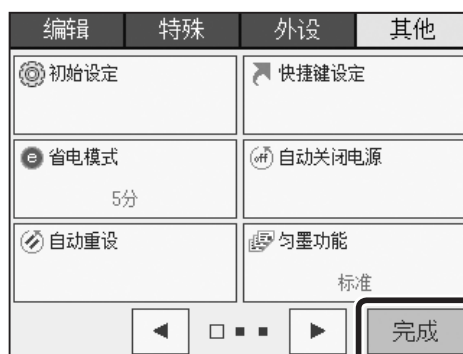 编辑 特殊 外设 其他
初始设定 快捷键设定
省电模式 自动关闭电源
5分
自动重设 匀墨功能
标准
完成